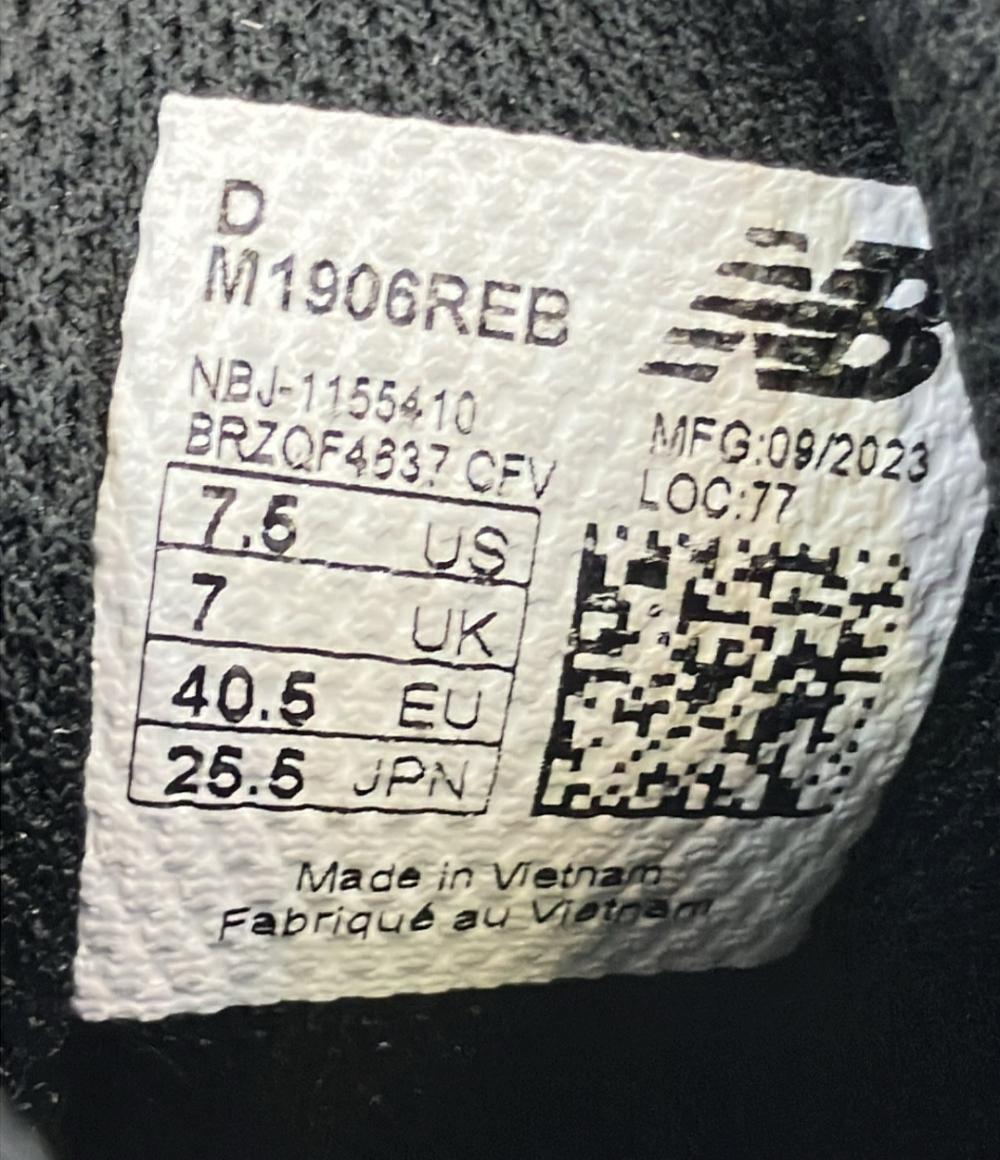 D
M1906REB
NBJ-1155410
BRZQF4637 CFV
7.5 US
7 UK
40.5 EU
25.5 JPN
NB
MFG:09/2023
LOC:77
Made in Vietnam
Fabriqué au Vietnam